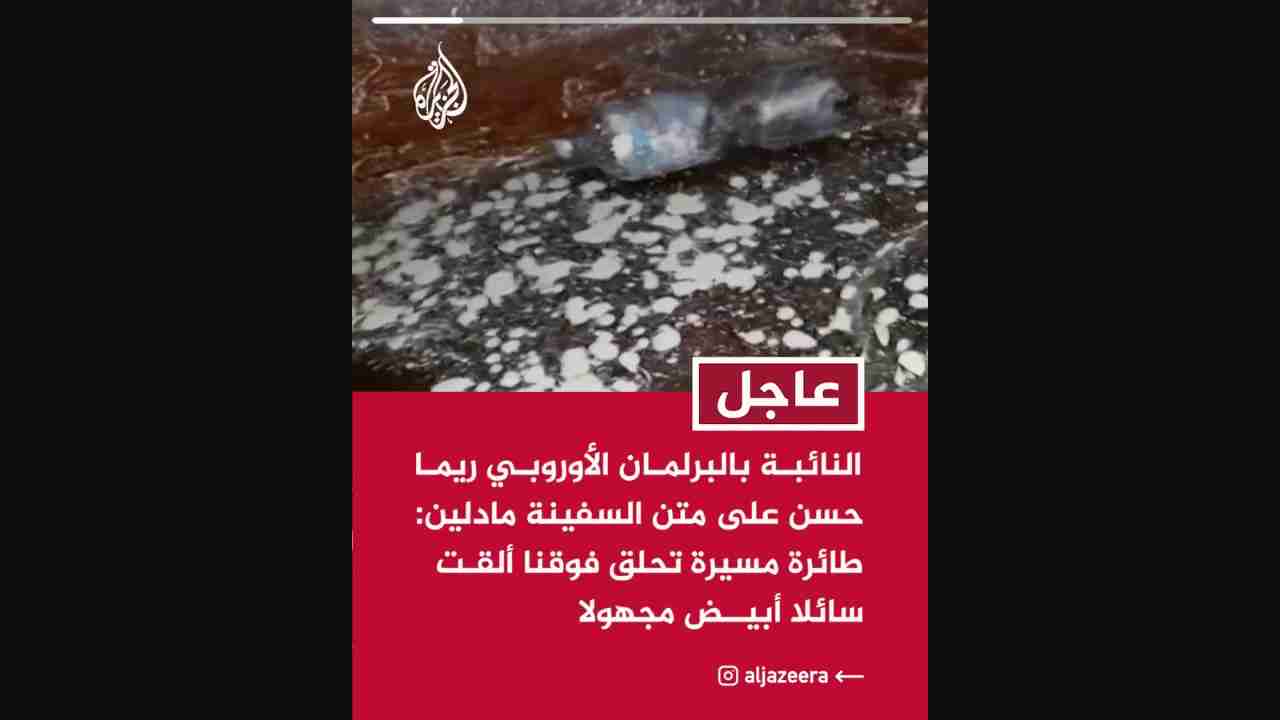 الجزيرة
عاجل
النائبة بالبرلمان الأوروبي ريما
حسن على متن السفينة مادلين:
طائرة مسيرة تحلق فوقنا ألقت
سائلا أبيض مجهولا
aljazeera